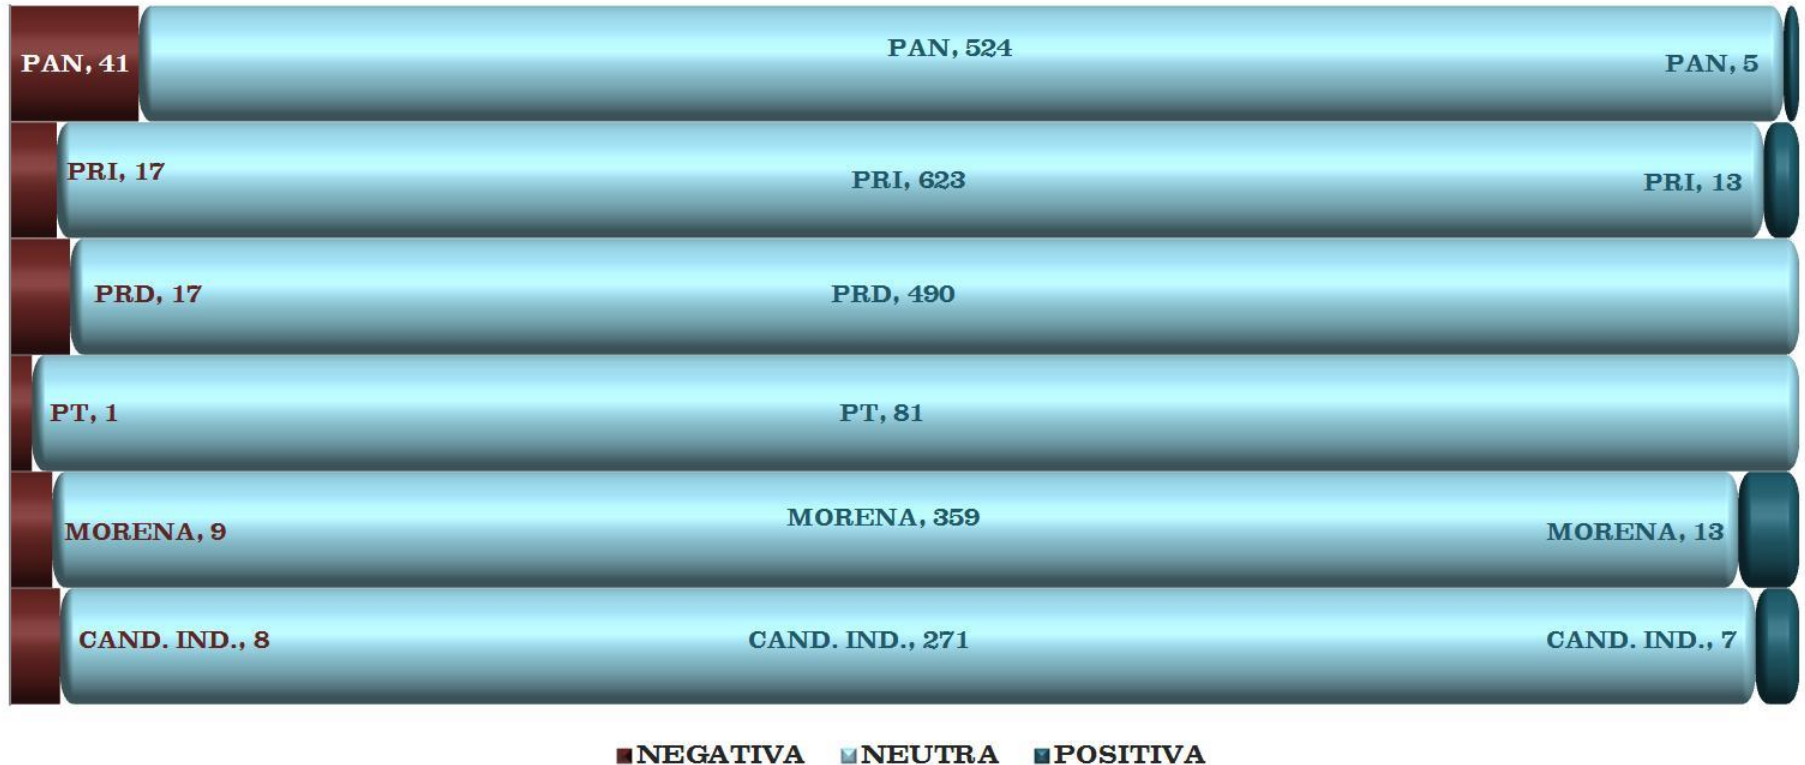 PAN, 41 PAN, 524 PAN, 5
PRI, 17 PRI, 623 PRI, 13
PRD, 17 PRD, 490
PT, 1 PT, 81
MORENA, 9 MORENA, 359 MORENA, 13
CAND. IND., 8 CAND. IND., 271 CAND. IND., 7
NEGATIVA NEUTRA POSITIVA